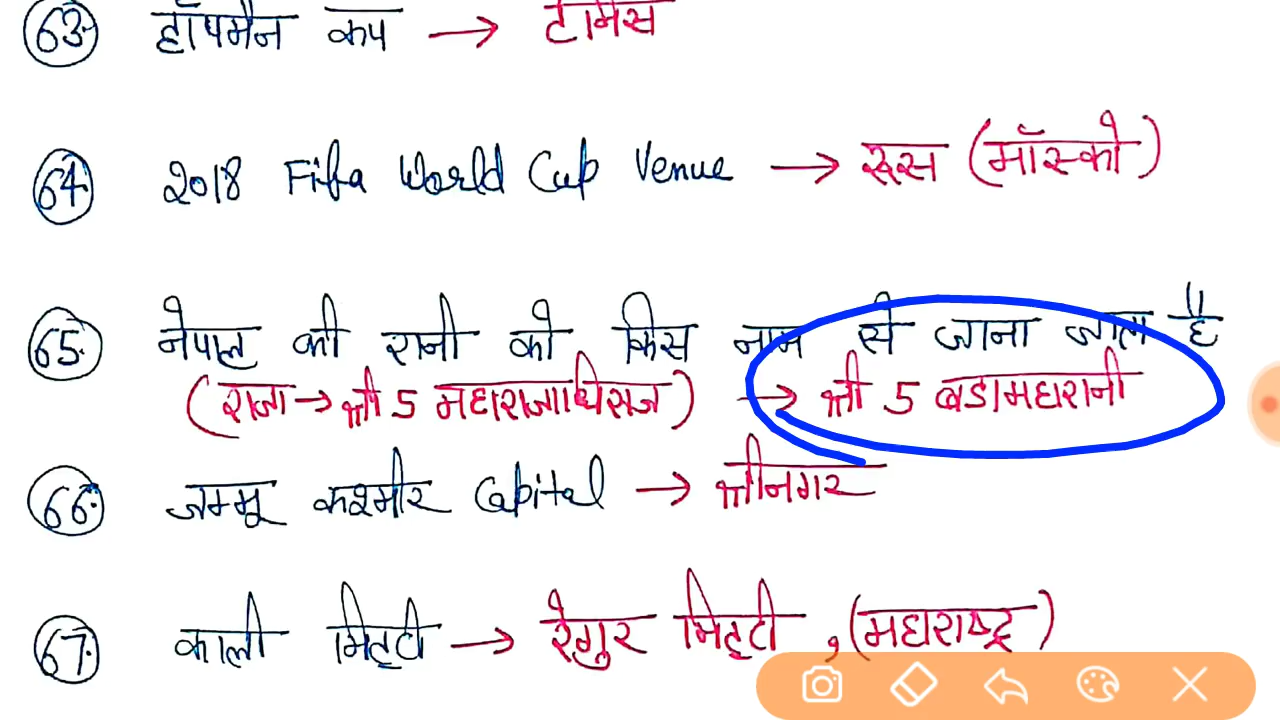 63. हॉपमैन कप → टेनिस
64. 2018 Fifa World Cup Venue → रूस (मॉस्को)
65. नेपाल की रानी को किस नाम से जाना जाता है
(राजा → श्री 5 महाराजाधिराज) → श्री 5 बडामहारानी
66. जम्मू कश्मीर Capital → श्रीनगर
67. काली मिट्टी → रेगुर मिट्टी , (महाराष्ट्र)